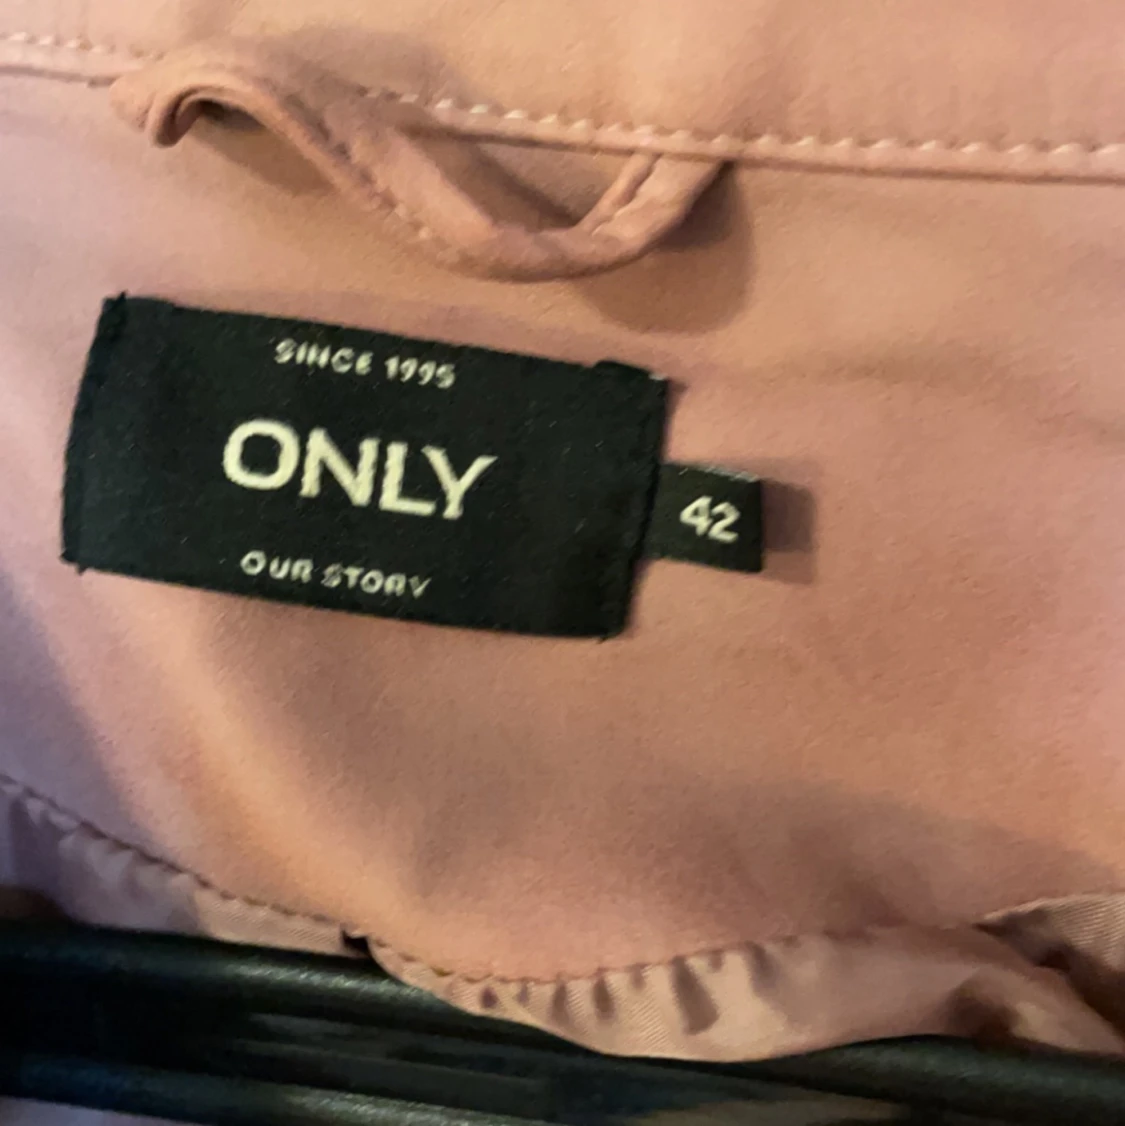 SINCE 1995
ONLY
42
OUR STORY